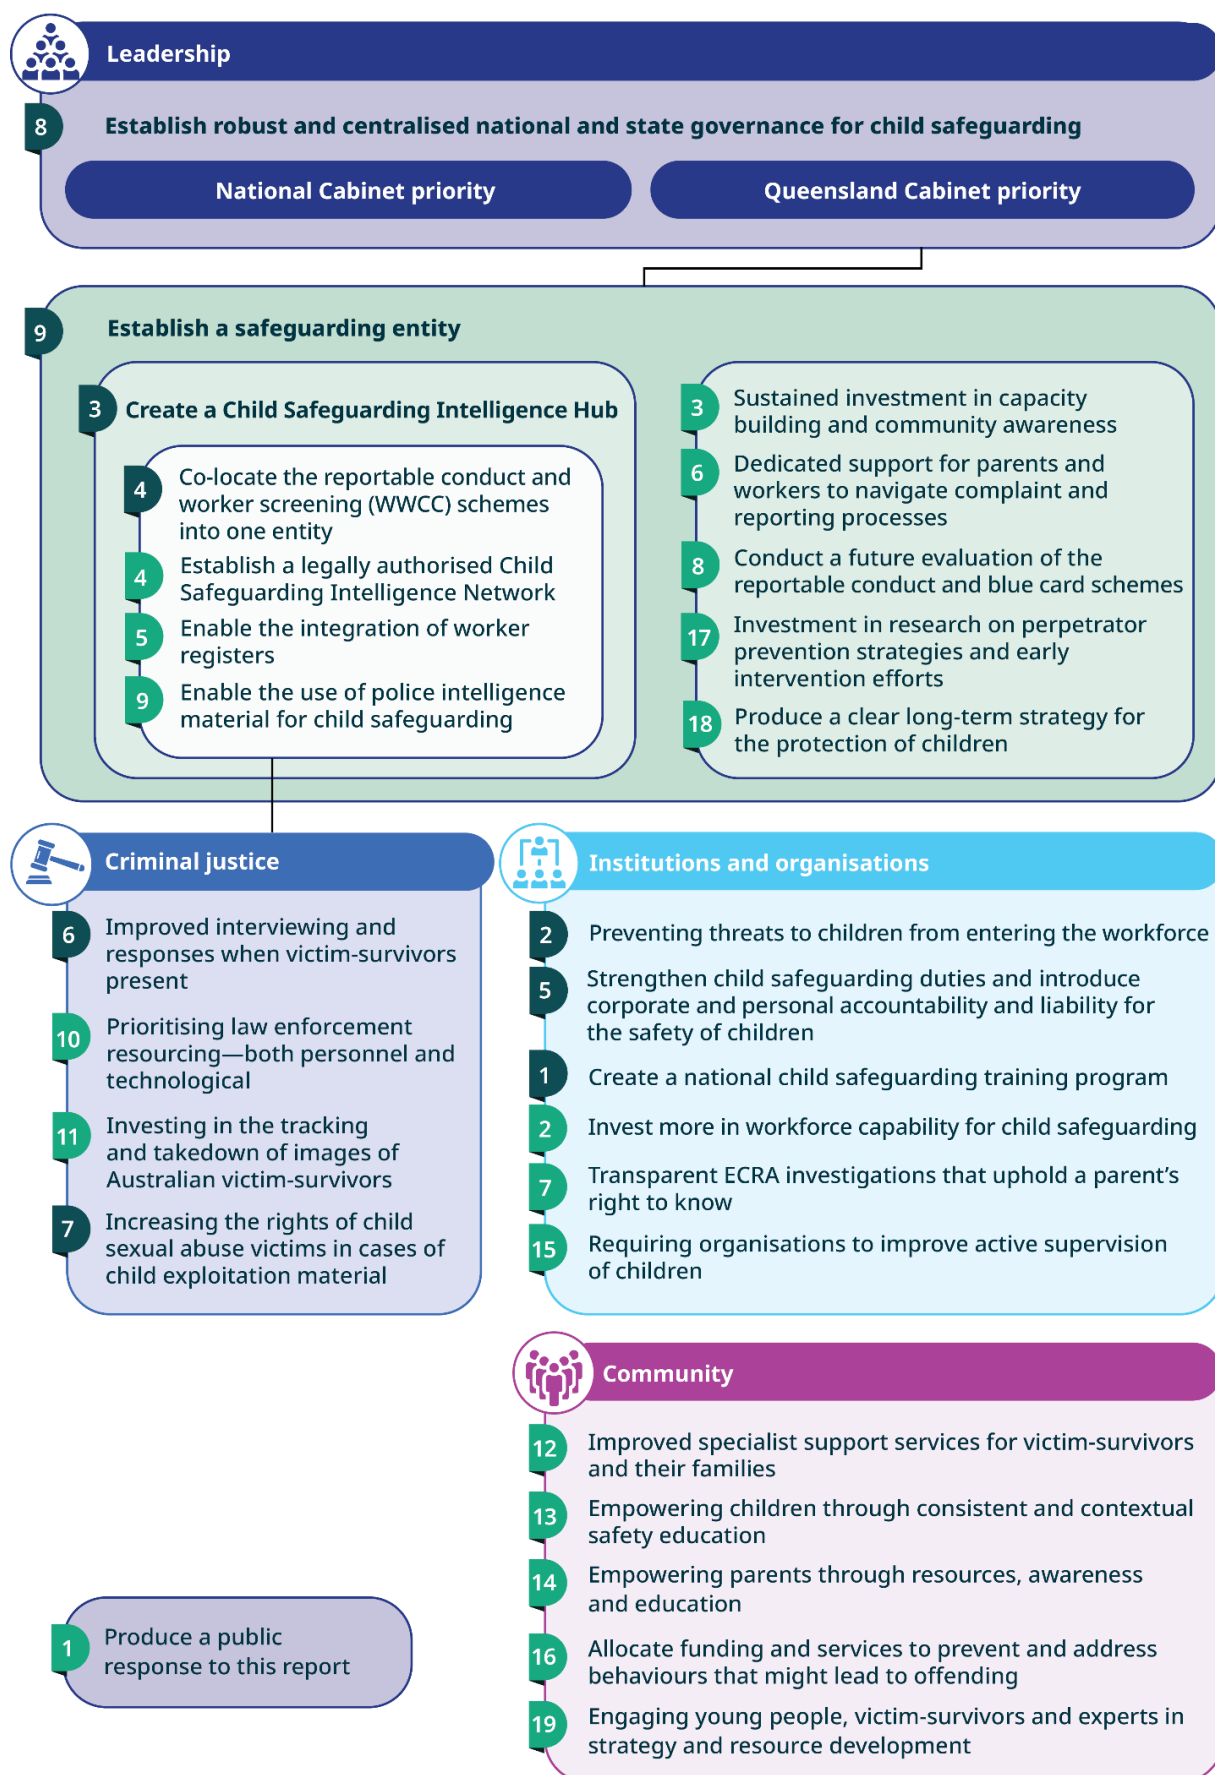 Leadership
8
Establish robust and centralised national and state governance for child safeguarding
National Cabinet priority
Queensland Cabinet priority
9
Establish a safeguarding entity
3
Create a Child Safeguarding Intelligence Hub
4
Co-locate the reportable conduct and
worker screening (WWCC) schemes
into one entity
4
Establish a legally authorised Child
Safeguarding Intelligence Network
5
Enable the integration of worker
registers
9
Enable the use of police intelligence
material for child safeguarding
3
Sustained investment in capacity
building and community awareness
6
Dedicated support for parents and
workers to navigate complaint and
reporting processes
8
Conduct a future evaluation of the
reportable conduct and blue card schemes
17
Investment in research on perpetrator
prevention strategies and early
intervention efforts
18
Produce a clear long-term strategy for
the protection of children
Criminal justice
6
Improved interviewing and
responses when victim-survivors
present
10
Prioritising law enforcement
resourcing—both personnel and
technological
11
Investing in the tracking
and takedown of images of
Australian victim-survivors
7
Increasing the rights of child
sexual abuse victims in cases of
child exploitation material
Institutions and organisations
2
Preventing threats to children from entering the workforce
5
Strengthen child safeguarding duties and introduce
corporate and personal accountability and liability for
the safety of children
1
Create a national child safeguarding training program
2
Invest more in workforce capability for child safeguarding
7
Transparent ECRA investigations that uphold a parent’s
right to know
15
Requiring organisations to improve active supervision
of children
Community
12
Improved specialist support services for victim-survivors
and their families
13
Empowering children through consistent and contextual
safety education
14
Empowering parents through resources, awareness
and education
16
Allocate funding and services to prevent and address
behaviours that might lead to offending
19
Engaging young people, victim-survivors and experts in
strategy and resource development
1
Produce a public
response to this report